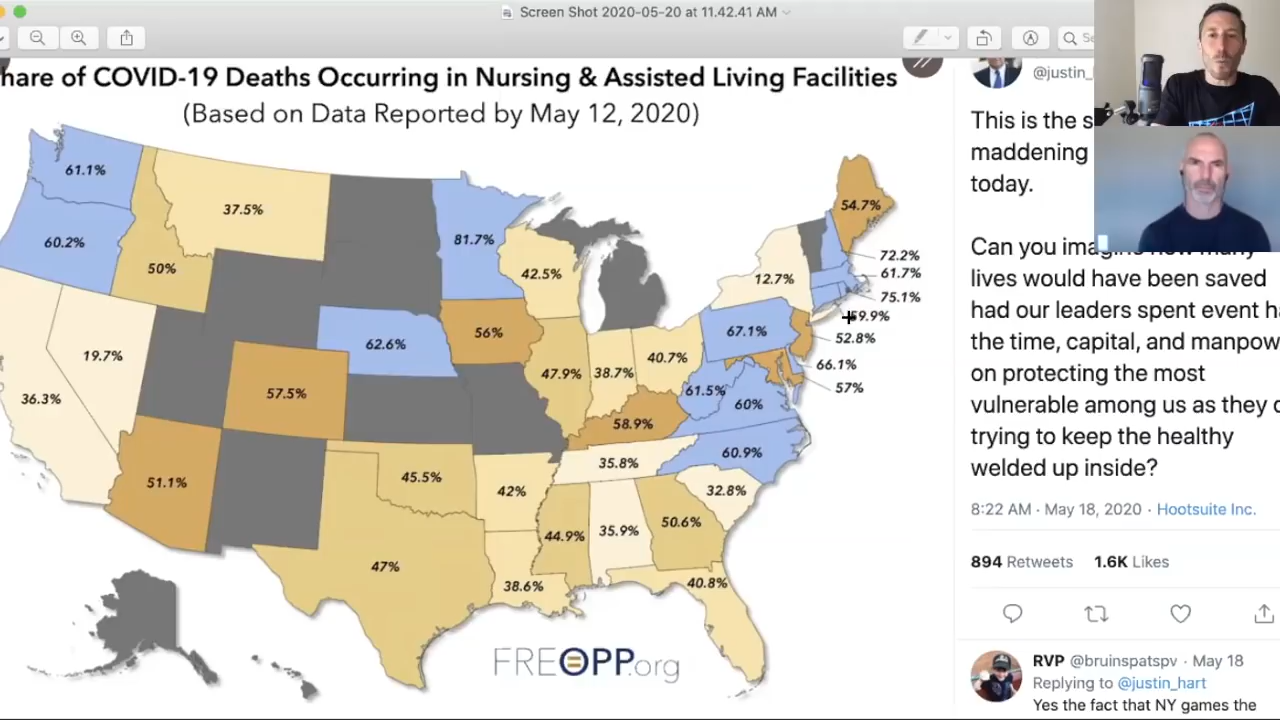 Screen Shot 2020-05-20 at 11.42.41 AM
hare of COVID-19 Deaths Occurring in Nursing & Assisted Living Facilities
(Based on Data Reported by May 12, 2020)
61.1%
60.2%
50%
37.5%
81.7%
42.5%
54.7%
72.2%
61.7%
75.1%
59.9%
52.8%
66.1%
57%
12.7%
67.1%
19.7%
36.3%
57.5%
62.6%
56%
47.9%
38.7%
40.7%
61.5%
60%
58.9%
60.9%
35.8%
32.8%
51.1%
45.5%
42%
44.9%
35.9%
50.6%
47%
38.6%
40.8%
FREOPP.org
@justin_
This is the s
maddening
today.
Can you imagine how many
lives would have been saved
had our leaders spent event ha
the time, capital, and manpow
on protecting the most
vulnerable among us as they d
trying to keep the healthy
welded up inside?
8:22 AM · May 18, 2020 · Hootsuite Inc.
894 Retweets 1.6K Likes
RVP @bruinspatspv · May 18
Replying to @justin_hart
Yes the fact that NY games the